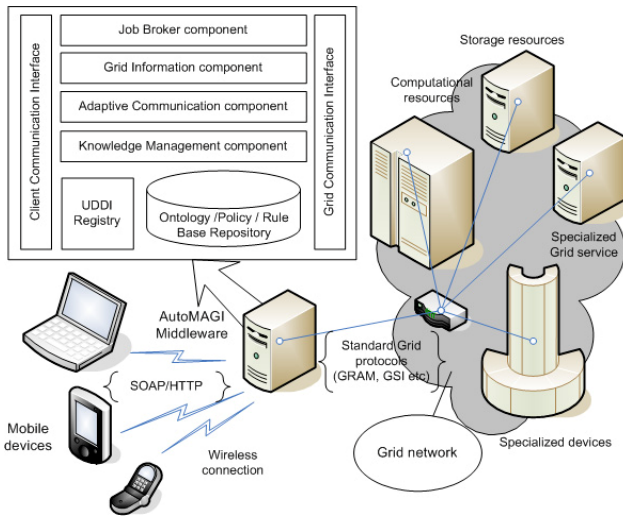 Client Communication Interface
Job Broker component
Grid Information component
Adaptive Communication component
Knowledge Management component
UDDI
Registry
Ontology /Policy / Rule
Base Repository
Grid Communication Interface
Storage resources
Computational
resources
Specialized
Grid service
AutoMAGI
Middleware
Standard Grid
protocols
(GRAM, GSI etc)
SOAP/HTTP
Mobile
devices
Wireless
connection
Grid network
Specialized devices